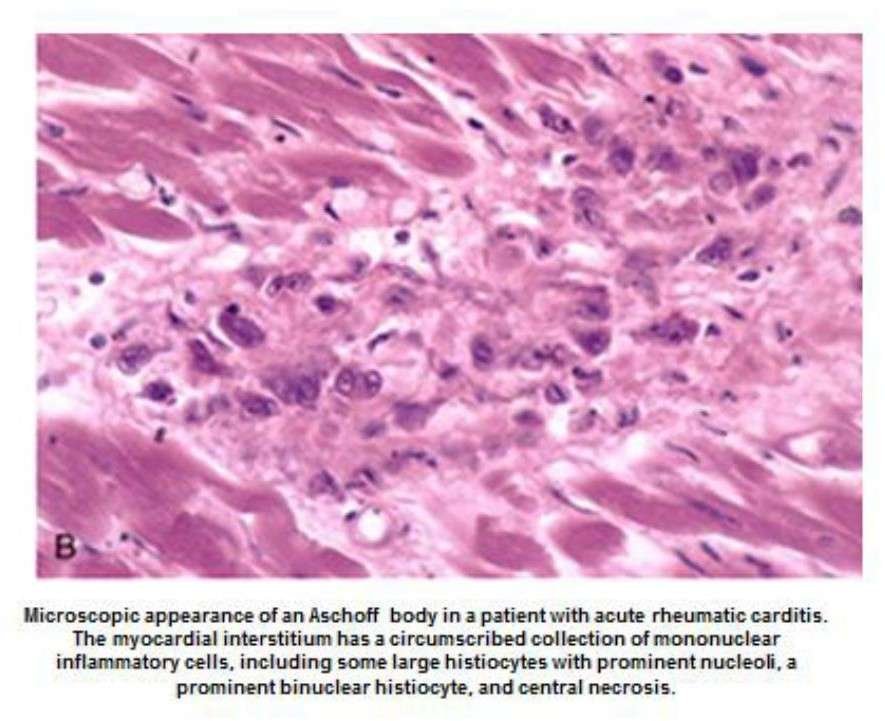 B
Microscopic appearance of an Aschoff body in a patient with acute rheumatic carditis.
The myocardial interstitium has a circumscribed collection of mononuclear
inflammatory cells, including some large histiocytes with prominent nucleoli, a
prominent binuclear histiocyte, and central necrosis.